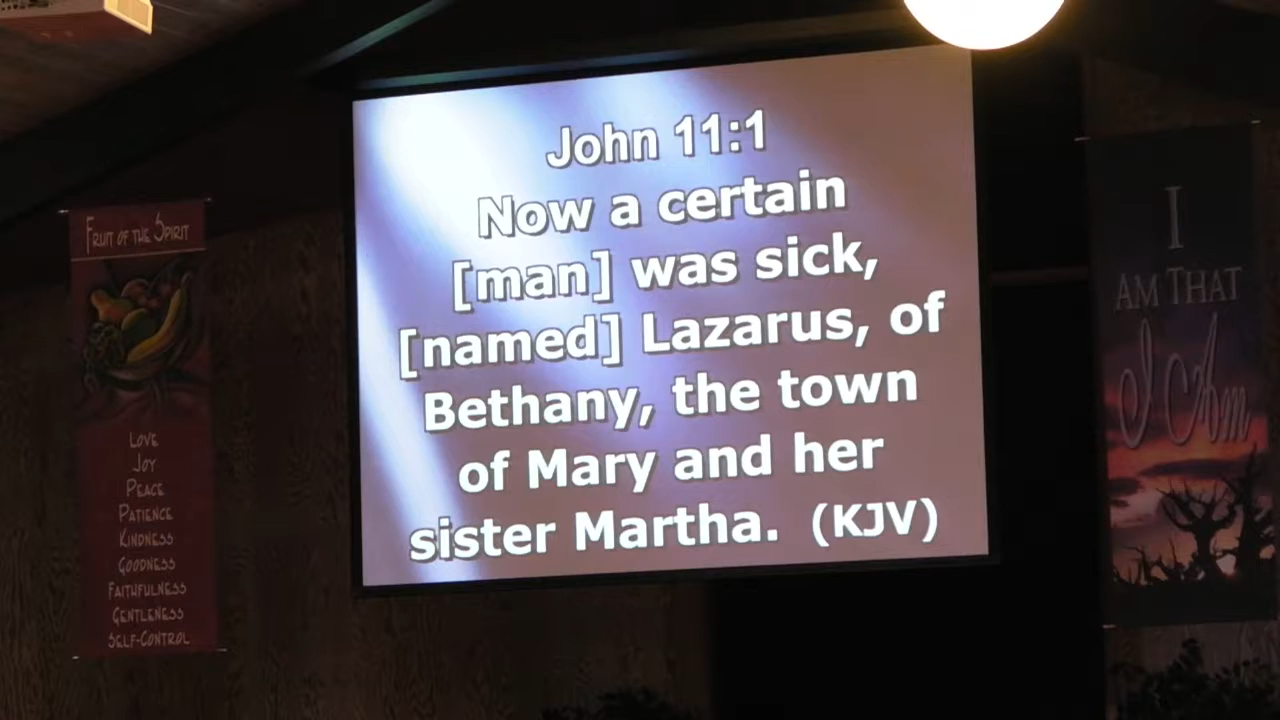 John 11:1
Now a certain
[man] was sick,
[named] Lazarus, of
Bethany, the town
of Mary and her
sister Martha. (KJV)
FRUIT OF THE SPIRIT
LOVE
JOY
PEACE
PATIENCE
KINDNESS
GOODNESS
FAITHFULNESS
GENTLENESS
SELF-CONTROL
I
AM THAT
I Am